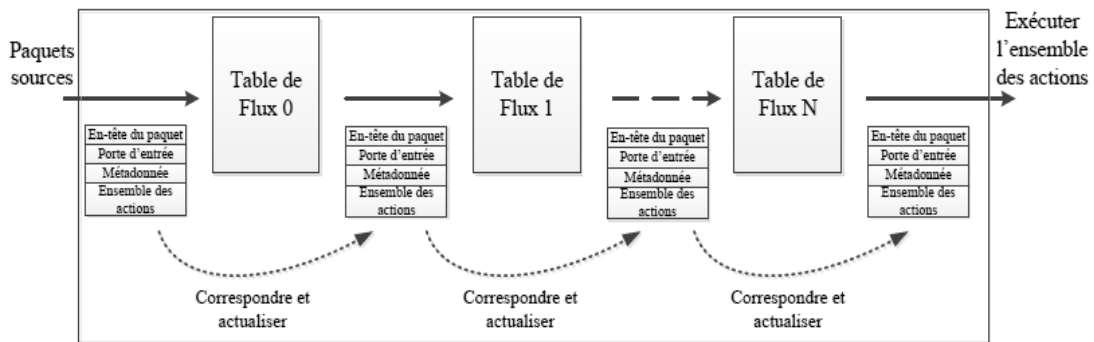 Paquets
sources
Table de
Flux 0
Table de
Flux 1
Table de
Flux N
Exécuter
l'ensemble
des actions
En-tête du paquet
Porte d'entrée
Métadonnée
Ensemble des
actions
En-tête du paquet
Porte d'entrée
Métadonnée
Ensemble des
actions
En-tête du paquet
Porte d'entrée
Métadonnée
Ensemble des
actions
En-tête du paquet
Porte d'entrée
Métadonnée
Ensemble des
actions
Correspondre et
actualiser
Correspondre et
actualiser
Correspondre et
actualiser